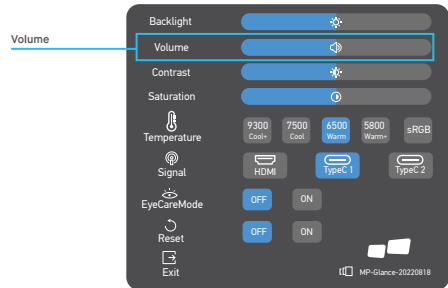 Backlight
Volume
Volume
Contrast
Saturation
Temperature
9300 7500 6500 5800 sRGB
Cool+ Cool Warm Warm+
Signal
HDMI TypeC 1 TypeC 2
EyeCareMode
OFF ON
Reset
OFF ON
Exit
MP-Glance-20220818